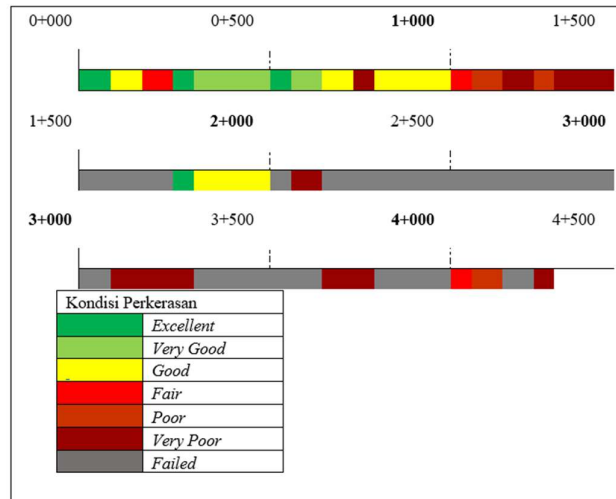 0+000 0+500 1+000 1+500
1+500 2+000 2+500 3+000
3+000 3+500 4+000 4+500
Kondisi Perkerasan
Excellent
Very Good
Good
Fair
Poor
Very Poor
Failed